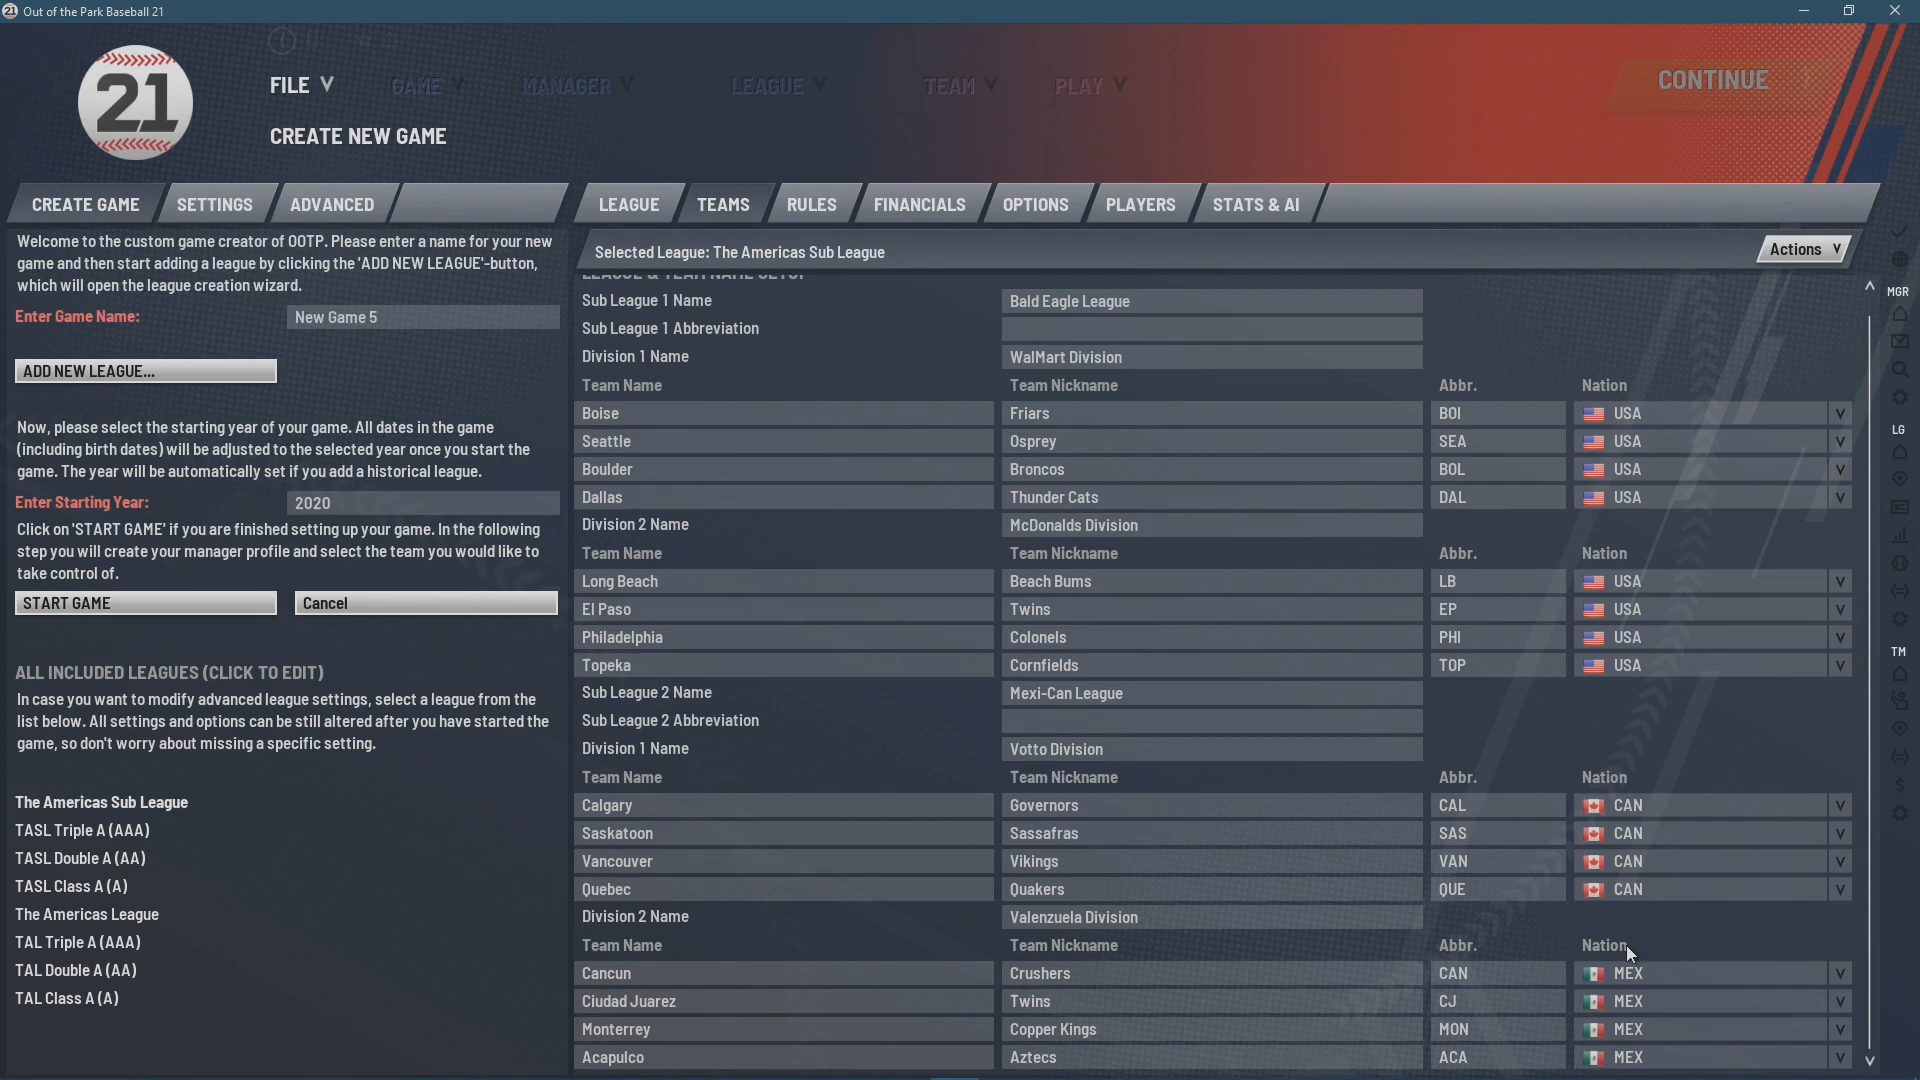 21 Out of the Park Baseball 21
21
FILE V GAME V MANAGER V LEAGUE V TEAM V PLAY V
CONTINUE
CREATE NEW GAME
CREATE GAME SETTINGS ADVANCED
Welcome to the custom game creator of OOTP. Please enter a name for your new
game and then start adding a league by clicking the 'ADD NEW LEAGUE'-button,
which will open the league creation wizard.
Enter Game Name: New Game 5
ADD NEW LEAGUE...
Now, please select the starting year of your game. All dates in the game
(including birth dates) will be adjusted to the selected year once you start the
game. The year will be automatically set if you add a historical league.
Enter Starting Year: 2020
Click on 'START GAME' if you are finished setting up your game. In the following
step you will create your manager profile and select the team you would like to
take control of.
START GAME Cancel
ALL INCLUDED LEAGUES (CLICK TO EDIT)
In case you want to modify advanced league settings, select a league from the
list below. All settings and options can be still altered after you have started the
game, so don't worry about missing a specific setting.
The Americas Sub League
TASL Triple A (AAA)
TASL Double A (AA)
TASL Class A (A)
The Americas League
TAL Triple A (AAA)
TAL Double A (AA)
TAL Class A (A)
LEAGUE TEAMS RULES FINANCIALS OPTIONS PLAYERS STATS & AI
Selected League: The Americas Sub League
Actions V
LEAGUE & TEAM NAME SETUP
Sub League 1 Name Bald Eagle League
Sub League 1 Abbreviation
Division 1 Name WalMart Division
Team Name Team Nickname Abbr. Nation
Boise Friars BOI USA
Seattle Osprey SEA USA
Boulder Broncos BOL USA
Dallas Thunder Cats DAL USA
Division 2 Name McDonalds Division
Team Name Team Nickname Abbr. Nation
Long Beach Beach Bums LB USA
El Paso Twins EP USA
Philadelphia Colonels PHI USA
Topeka Cornfields TOP USA
Sub League 2 Name Mexi-Can League
Sub League 2 Abbreviation
Division 1 Name Votto Division
Team Name Team Nickname Abbr. Nation
Calgary Governors CAL CAN
Saskatoon Sassafras SAS CAN
Vancouver Vikings VAN CAN
Quebec Quakers QUE CAN
Division 2 Name Valenzuela Division
Team Name Team Nickname Abbr. Nation
Cancun Crushers CAN MEX
Ciudad Juarez Twins CJ MEX
Monterrey Copper Kings MON MEX
Acapulco Aztecs ACA MEX
MGR
LG
TM